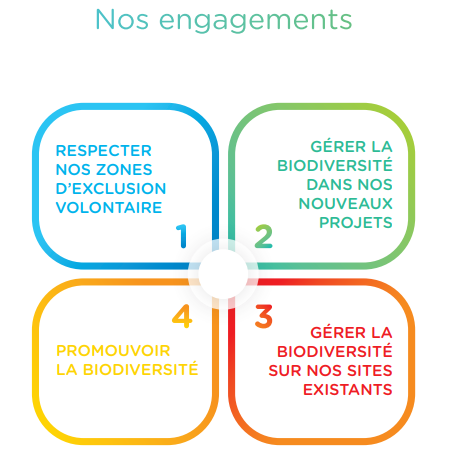 Nos engagements
RESPECTER
NOS ZONES
D'EXCLUSION
VOLONTAIRE
1
GÉRER LA
BIODIVERSITÉ
DANS NOS
NOUVEAUX
PROJETS
2
3
GÉRER LA
BIODIVERSITÉ
SUR NOS SITES
EXISTANTS
4
PROMOUVOIR
LA BIODIVERSITÉ